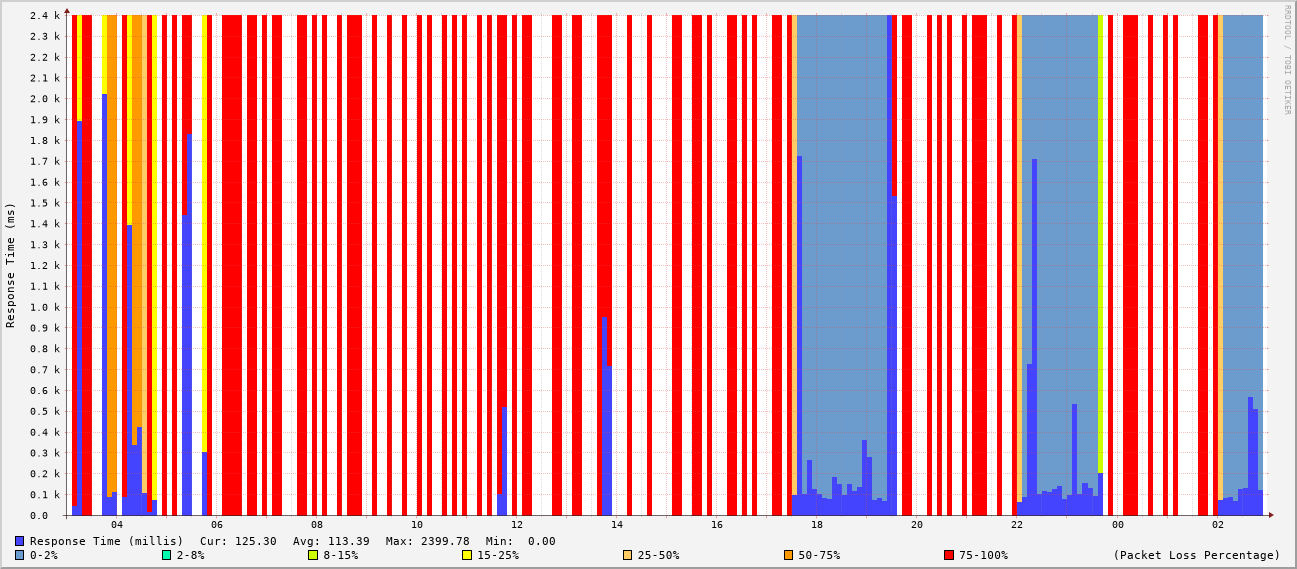 2.4 k
2.3 k
2.2 k
2.1 k
2.0 k
1.9 k
1.8 k
1.7 k
1.6 k
1.5 k
1.4 k
1.3 k
1.2 k
1.1 k
1.0 k
0.9 k
0.8 k
0.7 k
0.6 k
0.5 k
0.4 k
0.3 k
0.2 k
0.1 k
0.0
Response Time (ms)
RRDTOOL / TOBI OETIKER
04 06 08 10 12 14 16 18 20 22 00 02
Response Time (millis) Cur: 125.30 Avg: 113.39 Max: 2399.78 Min: 0.00
0-2% 2-8% 8-15% 15-25% 25-50% 50-75% 75-100% (Packet Loss Percentage)